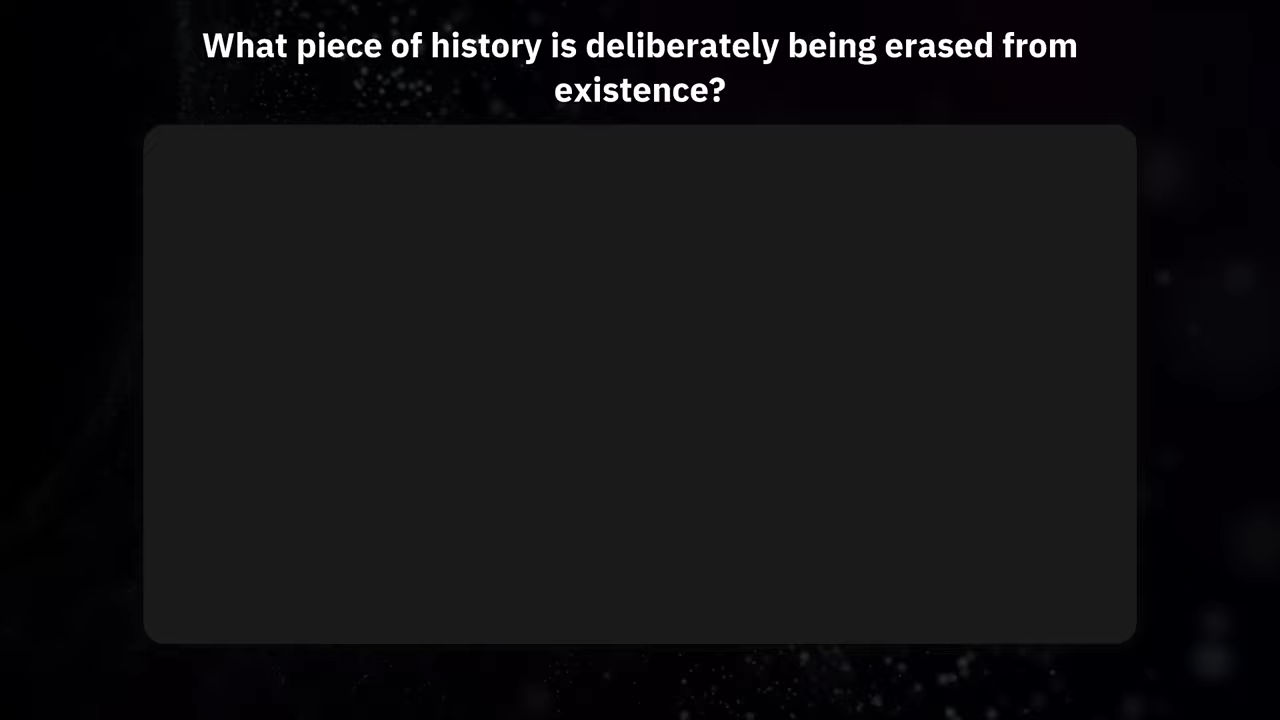 What piece of history is deliberately being erased from
existence?